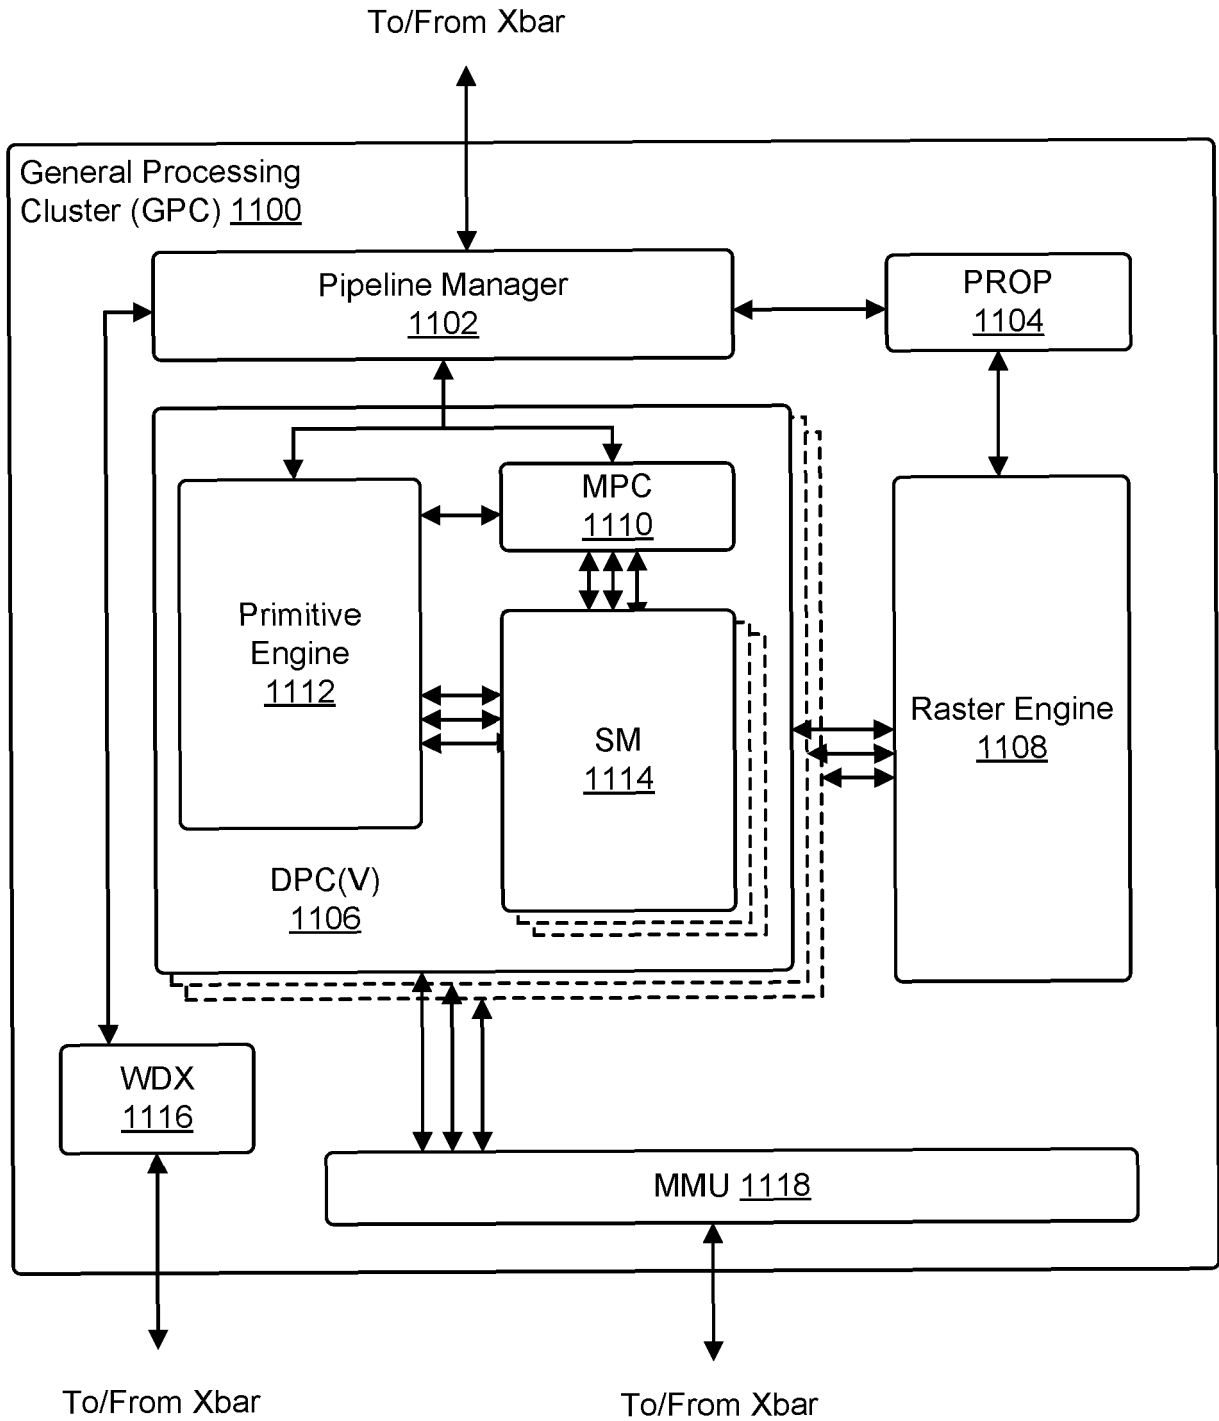 To/From Xbar
General Processing
Cluster (GPC) 1100
Pipeline Manager
1102
PROP
1104
MPC
1110
Primitive
Engine
1112
SM
1114
Raster Engine
1108
DPC(V)
1106
WDX
1116
MMU 1118
To/From Xbar
To/From Xbar